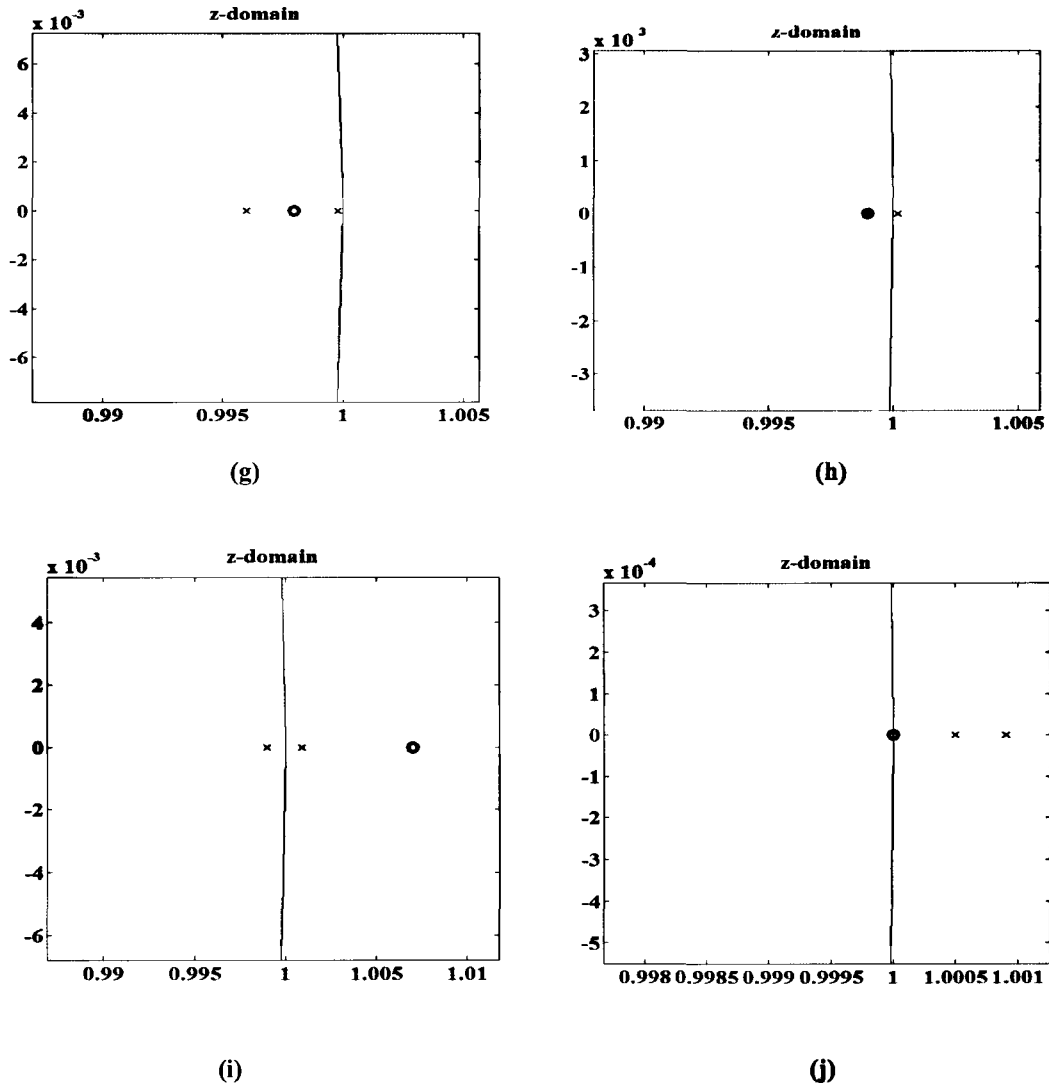 z-domain
x 10-3
6
4
2
0
-2
-4
-6
0.99 0.995 1 1.005
(g)
z-domain
x 10 3
3
2
1
0
-1
-2
-3
0.99 0.995 1 1.005
(h)
z-domain
x 10-3
4
2
0
-2
-4
-6
0.99 0.995 1 1.005 1.01
(i)
z-domain
x 10-4
3
2
1
0
-1
-2
-3
-4
-5
0.998 0.9985 0.999 0.9995 1 1.0005 1.001
(j)